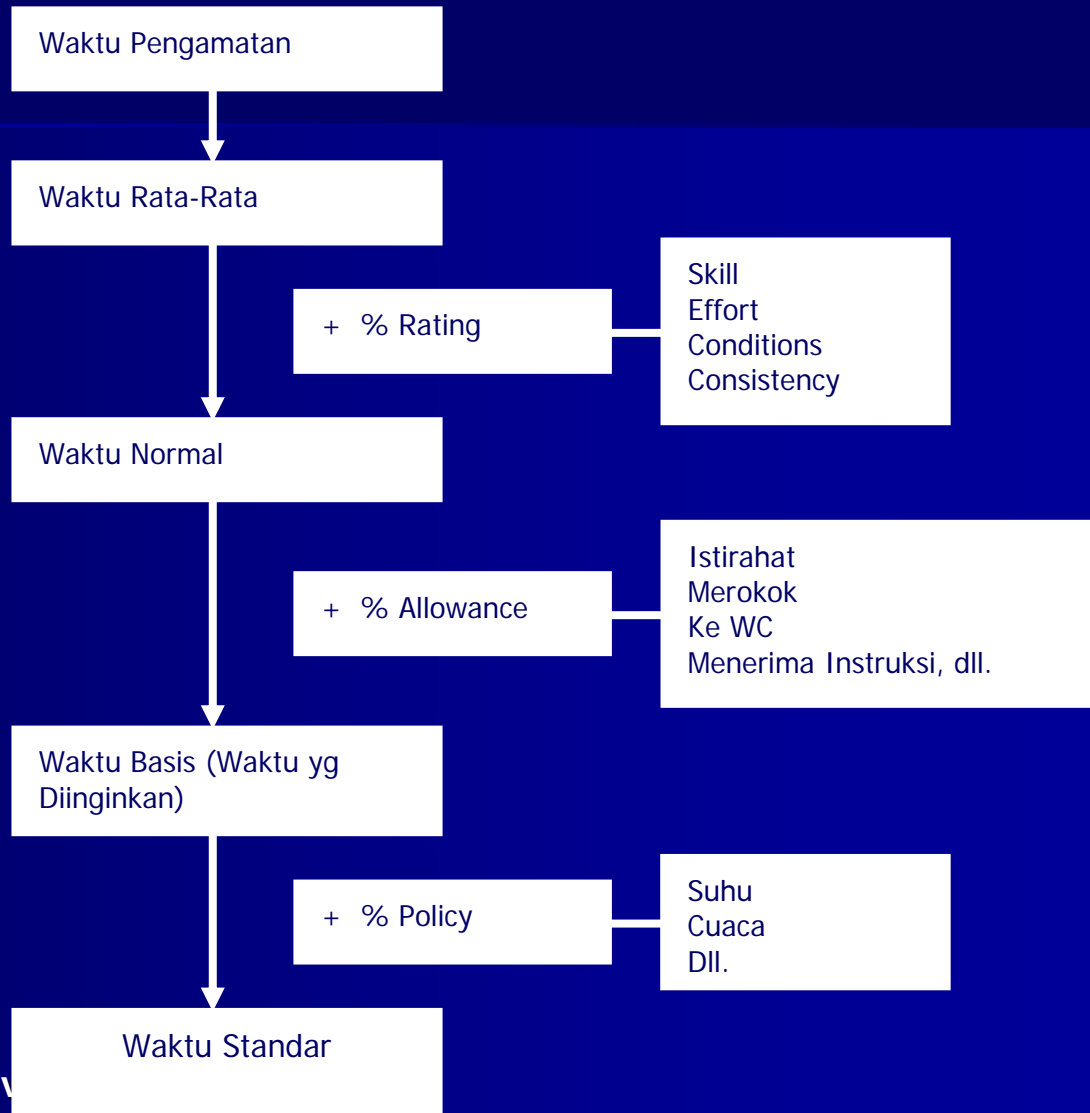 Waktu Pengamatan
Waktu Rata-Rata
+ % Rating
Skill
Effort
Conditions
Consistency
Waktu Normal
+ % Allowance
Istirahat
Merokok
Ke WC
Menerima Instruksi, dll.
Waktu Basis (Waktu yg
Diinginkan)
+ % Policy
Suhu
Cuaca
Dll.
Waktu Standar